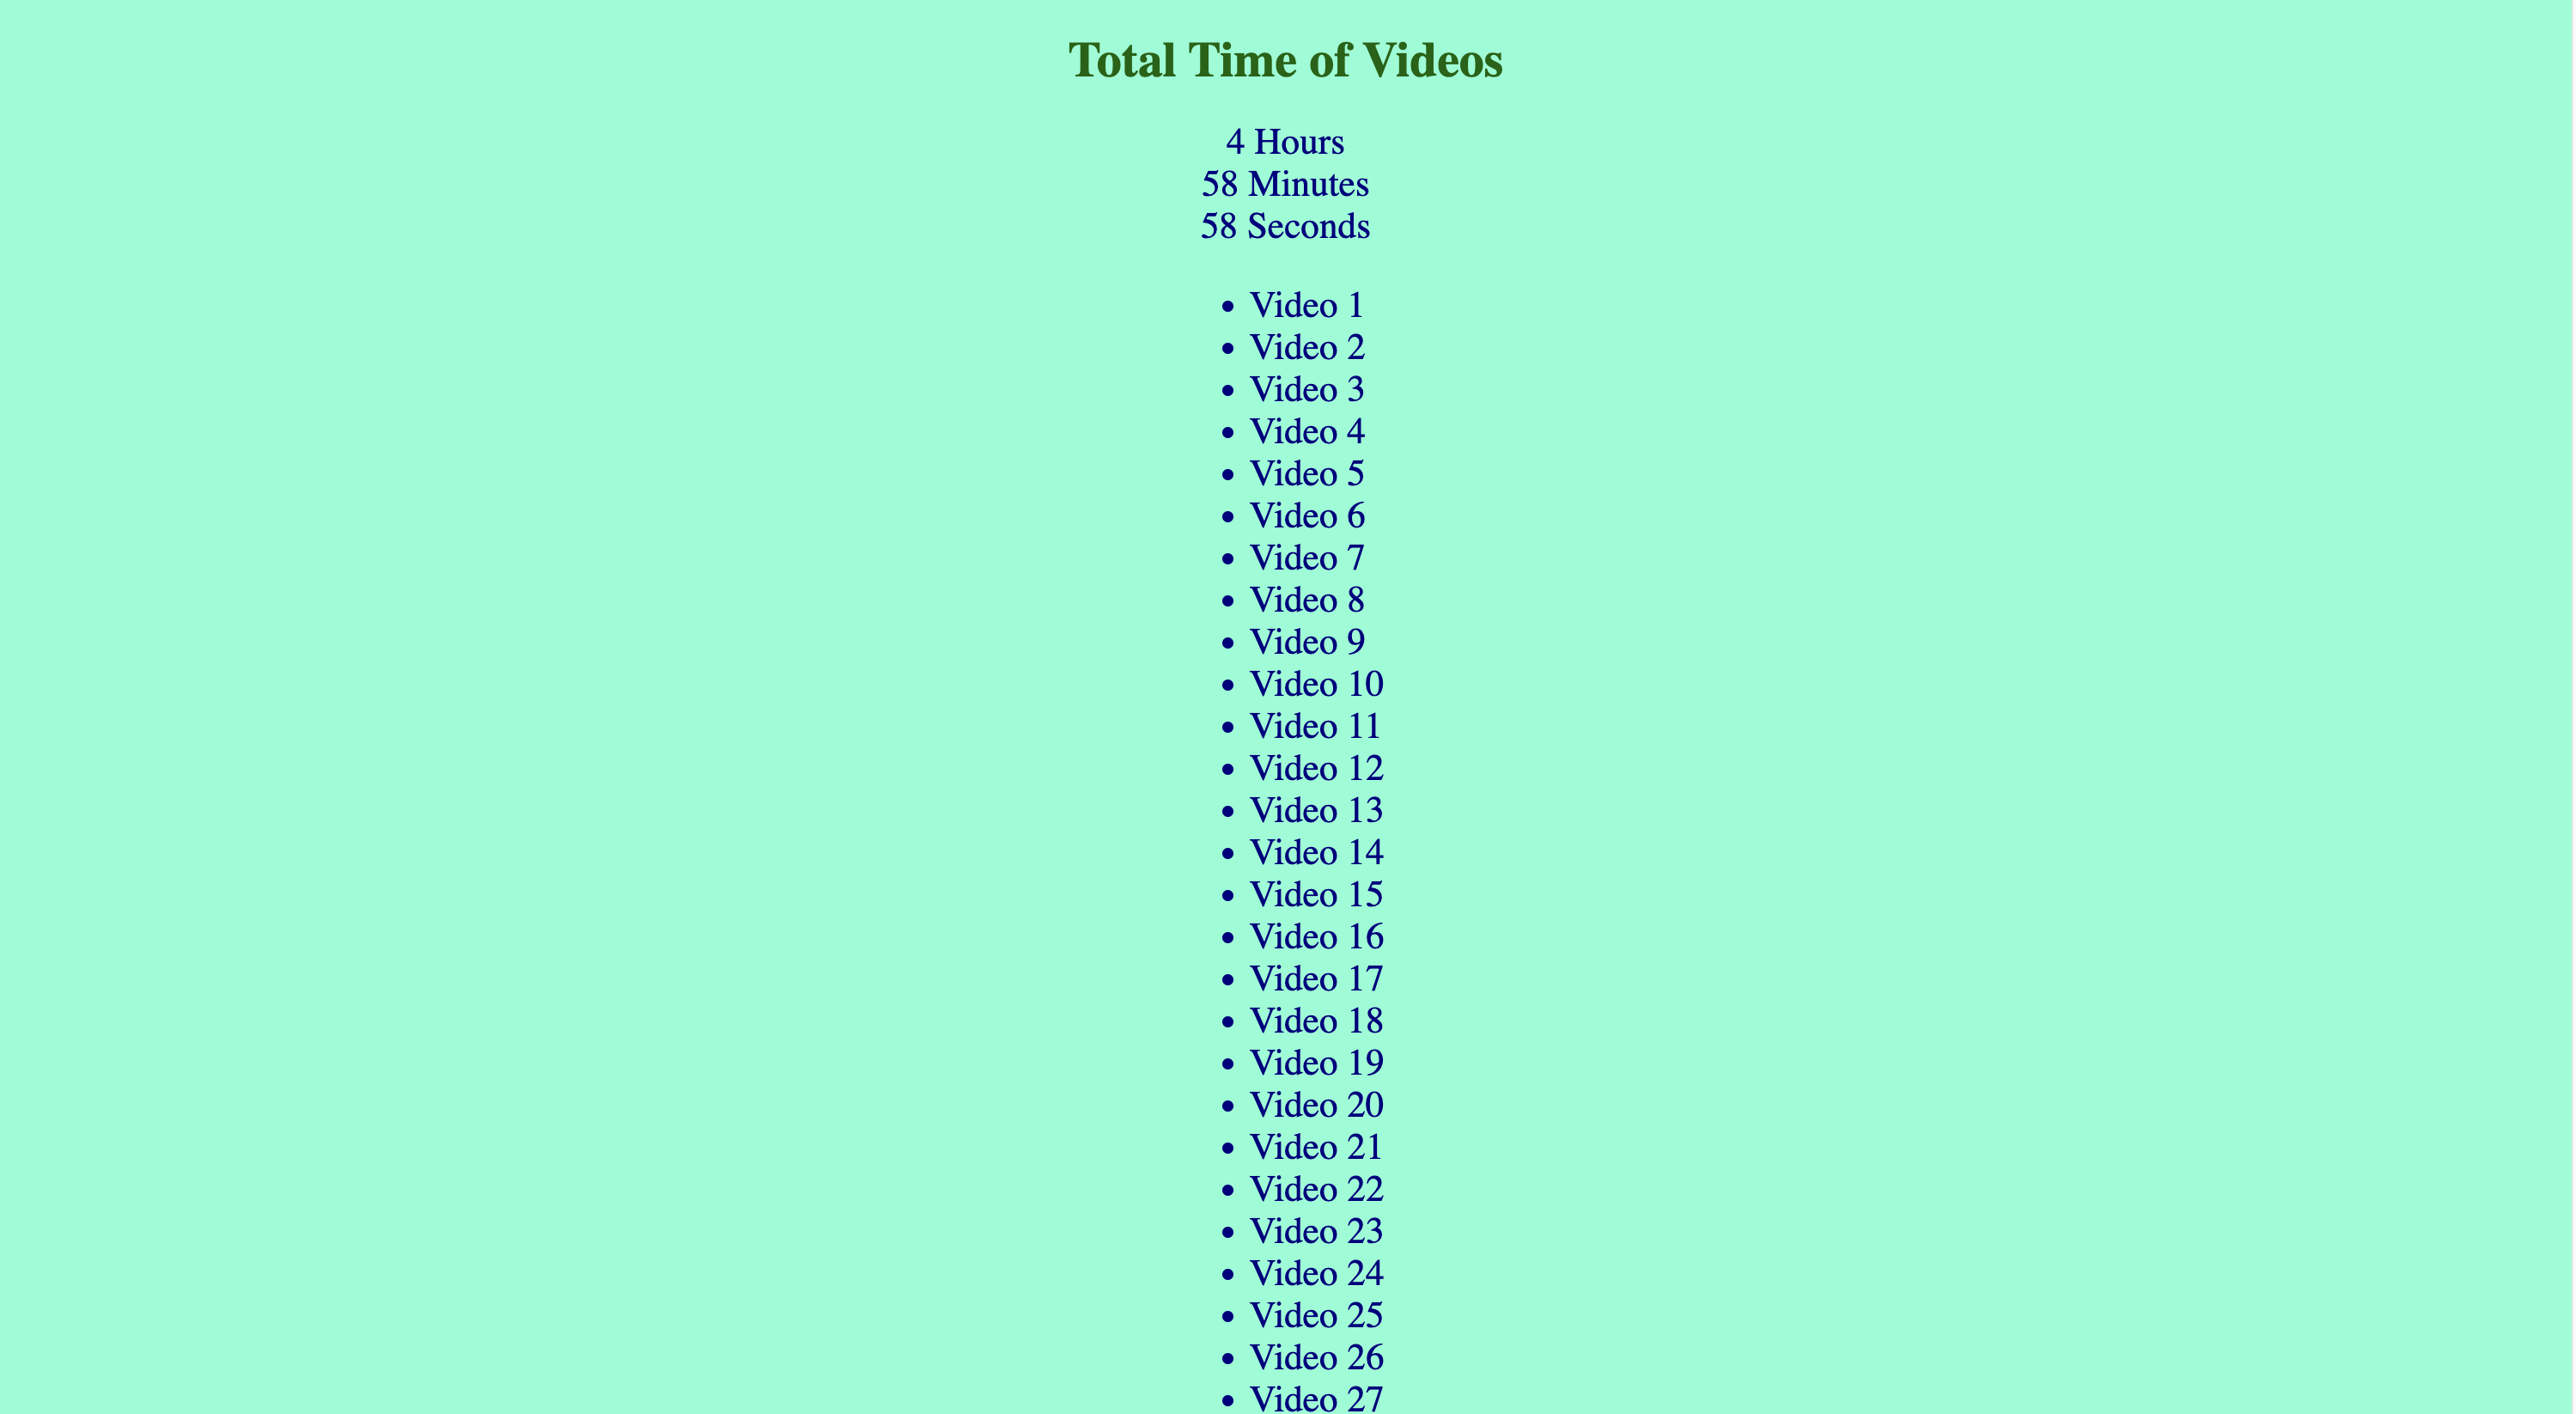 Total Time of Videos
4 Hours
58 Minutes
58 Seconds
• Video 1
• Video 2
• Video 3
• Video 4
• Video 5
• Video 6
• Video 7
• Video 8
• Video 9
• Video 10
• Video 11
• Video 12
• Video 13
• Video 14
• Video 15
• Video 16
• Video 17
• Video 18
• Video 19
• Video 20
• Video 21
• Video 22
• Video 23
• Video 24
• Video 25
• Video 26
• Video 27